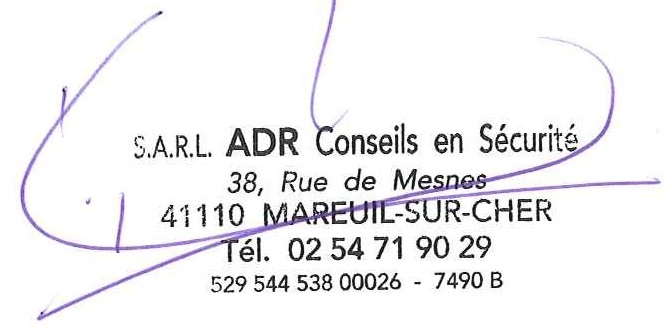 S.A.R.L. ADR Conseils en Sécurité
38, Rue de Mesnes
41110 MAREUIL-SUR-CHER
Tél. 02 54 71 90 29
529 544 538 00026 - 7490 B